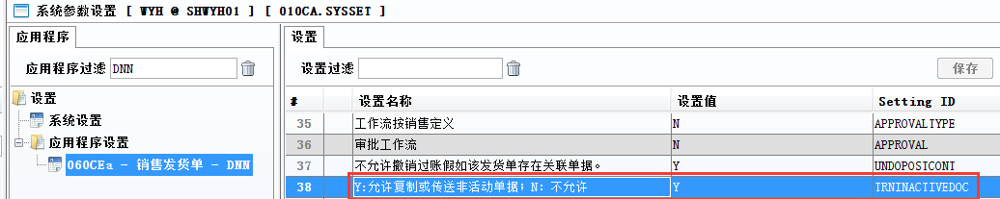 系统参数设置 [ WYH @ SHWYH01 ] [ 010CA.SYSSET ]
应用程序
应用程序过滤 DNN
设置
系统设置
应用程序设置
060CEa - 销售发货单 - DNN
设置
设置过滤
保存
# 设置名称 设置值 Setting ID
35 工作流按销售定义 N APPROVALTYPE
36 审批工作流 N APPROVAL
37 不允许撤销过账假如该发货单存在关联单据。 Y UNDOPOSTCONT
38 Y:允许复制或传送非活动单据；N: 不允许 Y IRNINACTIVEDOC